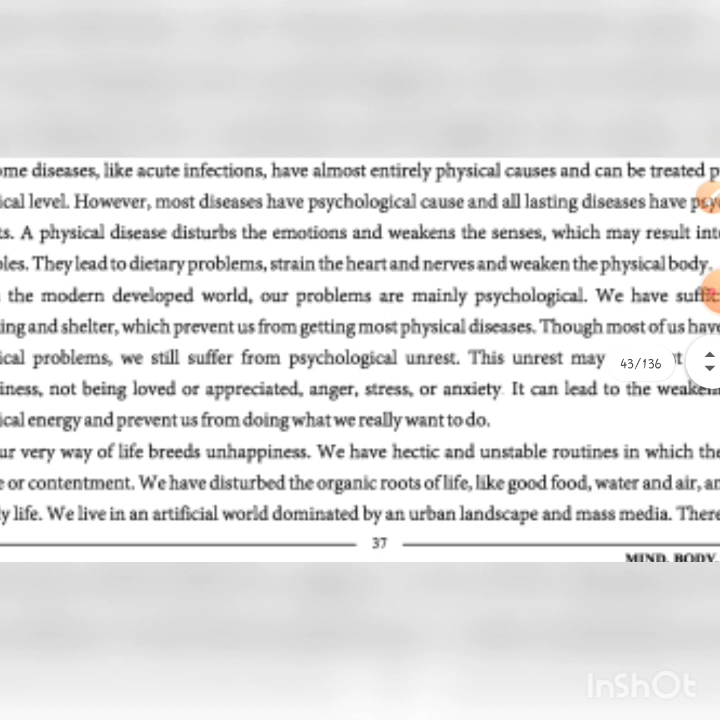 ome diseases, like acute infections, have almost entirely physical causes and can be treated p
ical level. However, most diseases have psychological cause and all lasting diseases have psy
ts. A physical disease disturbs the emotions and weakens the senses, which may result int
oles. They lead to dietary problems, strain the heart and nerves and weaken the physical body.
the modern developed world, our problems are mainly psychological. We have suffi
ing and shelter, which prevent us from getting most physical diseases. Though most of us have
ical problems, we still suffer from psychological unrest. This unrest may
43/136
iness, not being loved or appreciated, anger, stress, or anxiety. It can lead to the weaken
ical energy and prevent us from doing what we really want to do.
ur very way of life breeds unhappiness. We have hectic and unstable routines in which the
e or contentment. We have disturbed the organic roots of life, like good food, water and air, an
ly life. We live in an artificial world dominated by an urban landscape and mass media. There
37
MIND, BODY,
InShOt